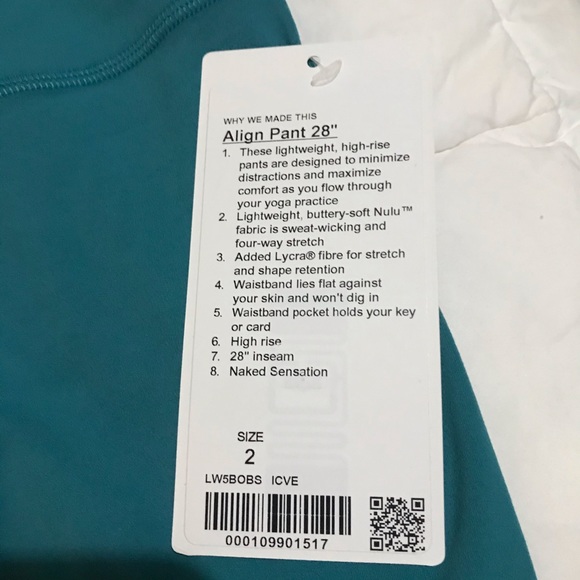 WHY WE MADE THIS
Align Pant 28"
1. These lightweight, high-rise
pants are designed to minimize
distractions and maximize
comfort as you flow through
your yoga practice
2. Lightweight, buttery-soft Nulu™
fabric is sweat-wicking and
four-way stretch
3. Added Lycra® fibre for stretch
and shape retention
4. Waistband lies flat against
your skin and won't dig in
5. Waistband pocket holds your key
or card
6. High rise
7. 28" inseam
8. Naked Sensation
SIZE
2
LW5BOBS ICVE
000109901517